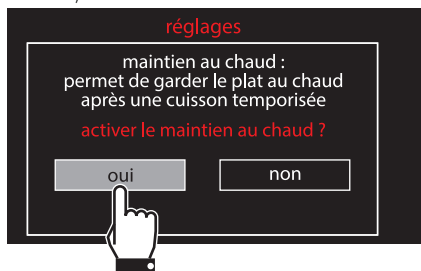 réglages
maintien au chaud :
permet de garder le plat au chaud
après une cuisson temporisée
activer le maintien au chaud ?
oui
non